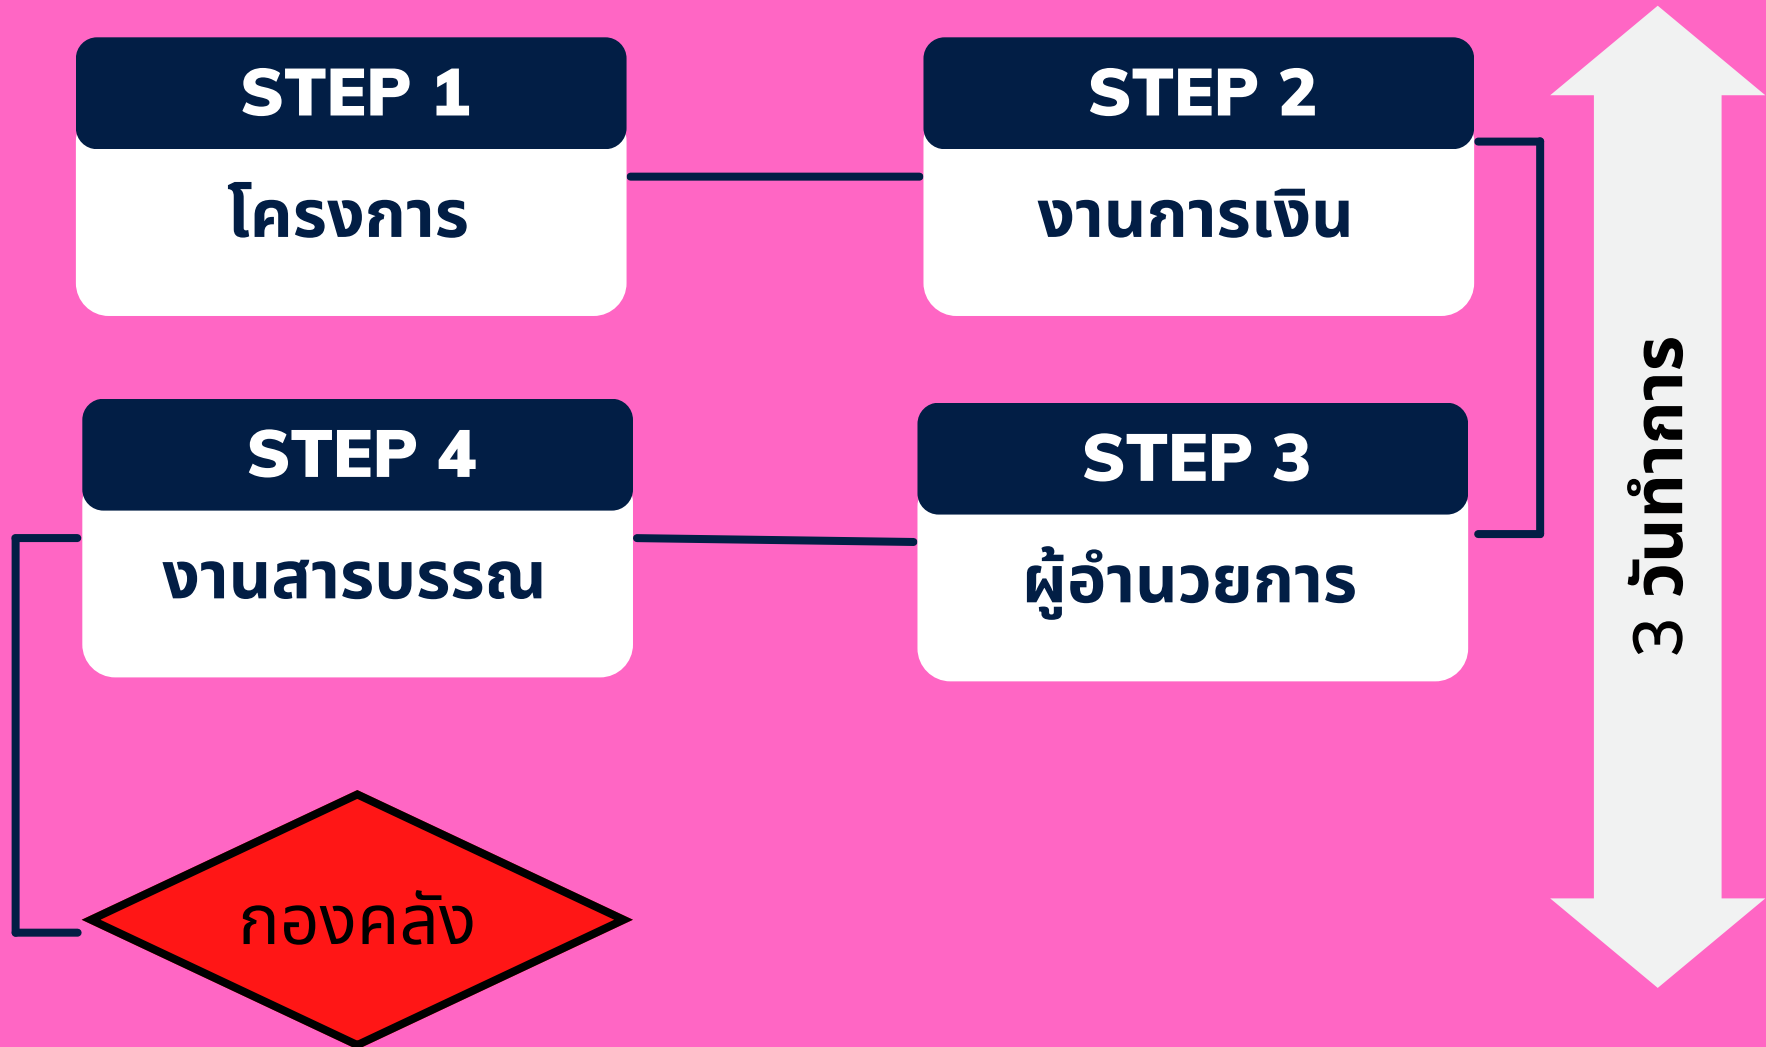 STEP 1
โครงการ
STEP 2
งานการเงิน
STEP 3
ผู้อำนวยการ
STEP 4
งานสารบรรณ
กองคลัง
3 วันทำการ